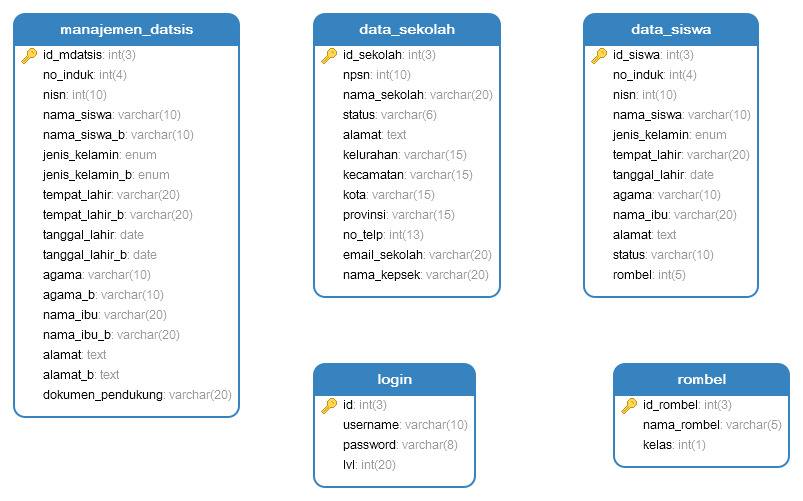 manajemen_datsis
id_mdatsis: int(3)
no_induk: int(4)
nisn: int(10)
nama_siswa: varchar(10)
nama_siswa_b: varchar(10)
jenis_kelamin: enum
jenis_kelamin_b: enum
tempat_lahir: varchar(20)
tempat_lahir_b: varchar(20)
tanggal_lahir: date
tanggal_lahir_b: date
agama: varchar(10)
agama_b: varchar(10)
nama_ibu: varchar(20)
nama_ibu_b: varchar(20)
alamat: text
alamat_b: text
dokumen_pendukung: varchar(20)
data_sekolah
id_sekolah: int(3)
npsn: int(10)
nama_sekolah: varchar(20)
status: varchar(6)
alamat: text
kelurahan: varchar(15)
kecamatan: varchar(15)
kota: varchar(15)
provinsi: varchar(15)
no_telp: int(13)
email_sekolah: varchar(20)
nama_kepsek: varchar(20)
data_siswa
id_siswa: int(3)
no_induk: int(4)
nisn: int(10)
nama_siswa: varchar(10)
jenis_kelamin: enum
tempat_lahir: varchar(20)
tanggal_lahir: date
agama: varchar(10)
nama_ibu: varchar(20)
alamat: text
status: varchar(10)
rombel: int(5)
login
id: int(3)
username: varchar(10)
password: varchar(8)
lvl: int(20)
rombel
id_rombel: int(3)
nama_rombel: varchar(5)
kelas: int(1)